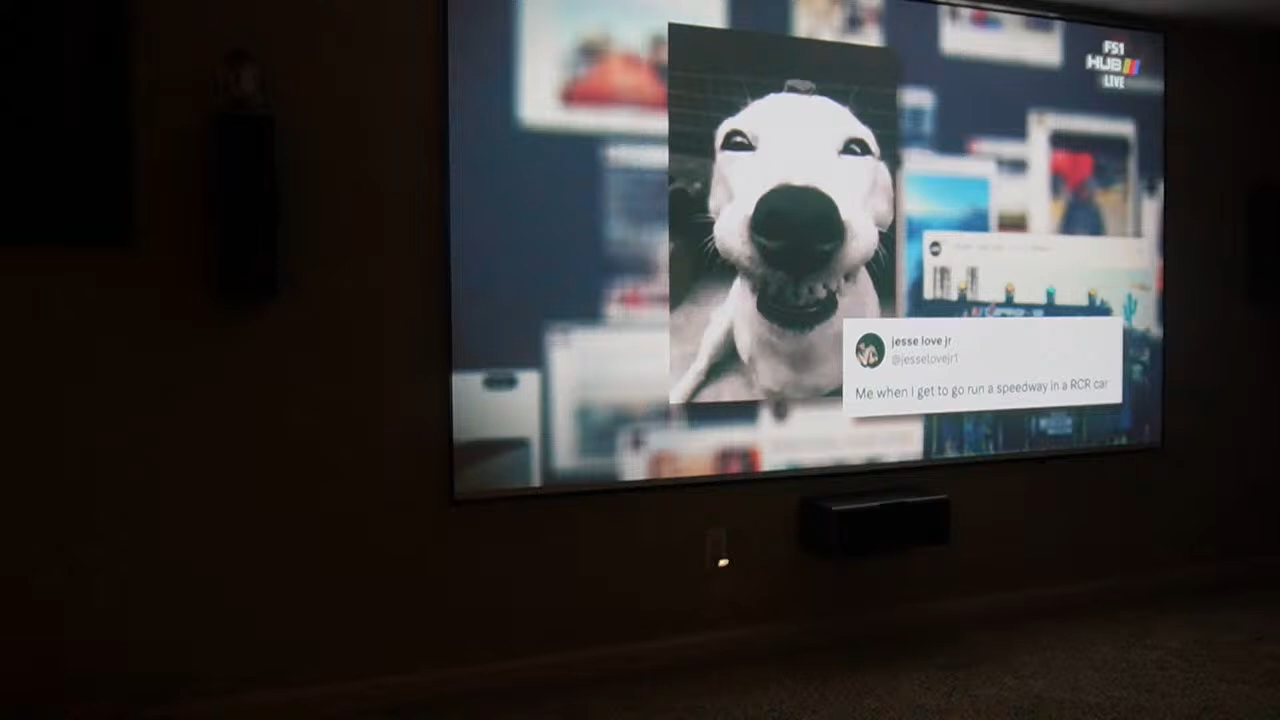 FS1
HUB
LIVE
jesse love jr
@jesselovejr1
Me when I get to go run a speedway in a RCR car